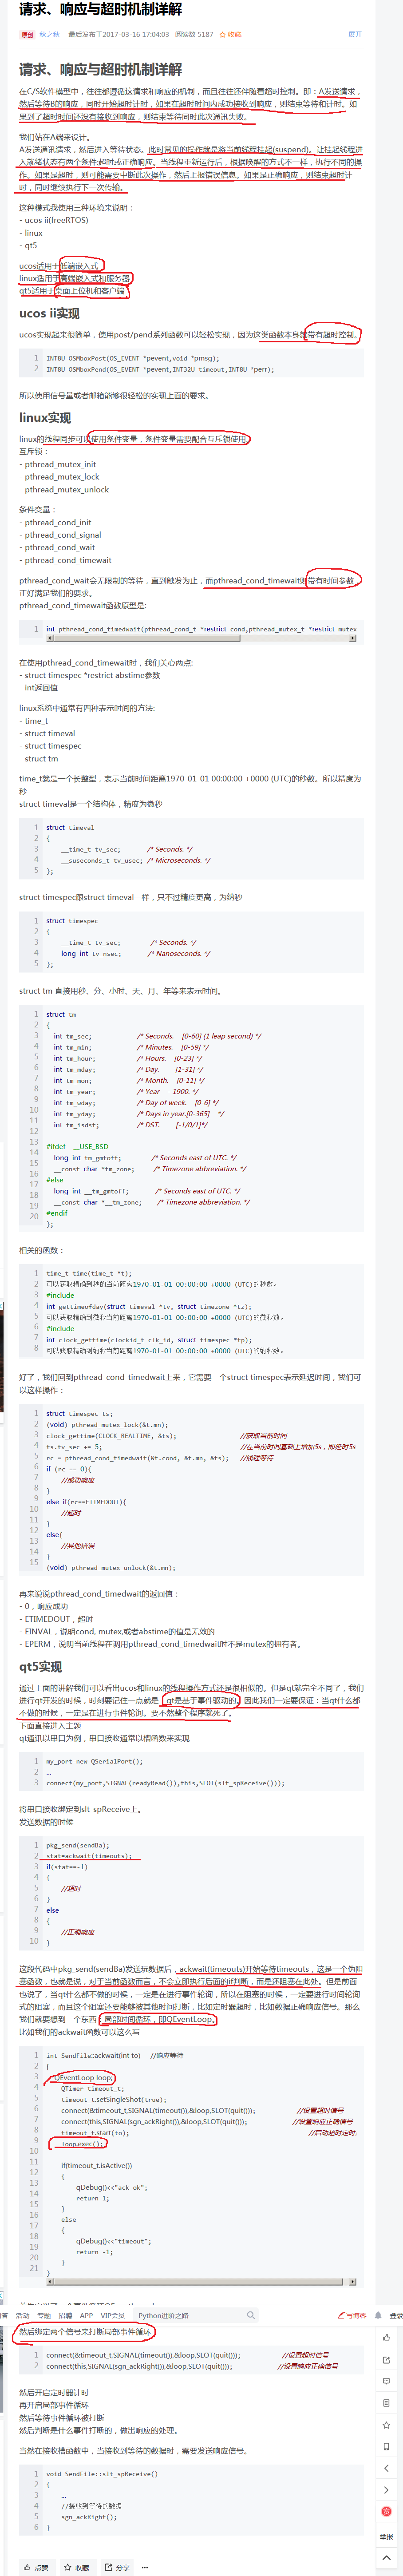 请求、响应与超时机制详解
原创 秋之秋 最后发布于2017-03-16 17:04:03 阅读数 5187 ☆ 收藏 展开
请求、响应与超时机制详解
在C/S软件模型中，往往都遵循这请求和响应的机制，而且往往还伴随着超时控制。即：A发送请求，
然后等待B的响应，同时开始超时计时，如果在超时时间内成功接收到响应，则结束等待和计时。如
果到了超时时间还没有接收到响应，则结束等待同时此次通讯失败。
我们站在A端来设计。
A发送通讯请求，然后进入等待状态。此时常见的操作就是将当前线程挂起(suspend)。让挂起线程进
入就绪状态有两个条件:超时或正确响应。当线程重新运行后，根据唤醒的方式不一样，执行不同的操
作。如果是超时，则可能需要中断此次操作，然后上报错误信息。如果是正确响应，则结束超时计
时，同时继续执行下一次传输。
这种模式我使用三种环境来说明：
- ucos ii(freeRTOS)
- linux
- qt5
ucos适用于低端嵌入式
linux适用于高端嵌入式和服务器
qt5适用于桌面上位机和客户端
ucos ii实现
ucos实现起来很简单，使用post/pend系列函数可以轻松实现，因为这类函数本身就带有超时控制。
1 INT8U OSMboxPost(OS_EVENT *pevent,void *pmsg);
2 INT8U OSMboxPend(OS_EVENT *pevent,INT32U timeout,INT8U *perr);
所以使用信号量或者邮箱能够很轻松的实现上面的要求。
linux实现
linux的线程同步可以使用条件变量，条件变量需要配合互斥锁使用。
互斥锁：
- pthread_mutex_init
- pthread_mutex_lock
- pthread_mutex_unlock
条件变量：
- pthread_cond_init
- pthread_cond_signal
- pthread_cond_wait
- pthread_cond_timewait
pthread_cond_wait会无限制的等待，直到触发为止，而pthread_cond_timewait则带有时间参数，
正好满足我们的要求。
pthread_cond_timewait函数原型是:
1 int pthread_cond_timedwait(pthread_cond_t *restrict cond,pthread_mutex_t *restrict mutex
在使用pthread_cond_timewait时，我们关心两点:
- struct timespec *restrict abstime参数
- int返回值
linux系统中通常有四种表示时间的方法:
- time_t
- struct timeval
- struct timespec
- struct tm
time_t就是一个长整型，表示当前时间距离1970-01-01 00:00:00 +0000 (UTC)的秒数。所以精度为
秒
struct timeval是一个结构体，精度为微秒
1 struct timeval
2 {
3 __time_t tv_sec; /* Seconds. */
4 __suseconds_t tv_usec; /* Microseconds. */
5 };
struct timespec跟struct timeval一样，只不过精度更高，为纳秒
1 struct timespec
2 {
3 __time_t tv_sec; /* Seconds. */
4 long int tv_nsec; /* Nanoseconds. */
5 };
struct tm 直接用秒、分、小时、天、月、年等来表示时间。
1 struct tm
2 {
3 int tm_sec; /* Seconds. [0-60] (1 leap second) */
4 int tm_min; /* Minutes. [0-59] */
5 int tm_hour; /* Hours. [0-23] */
6 int tm_mday; /* Day. [1-31] */
7 int tm_mon; /* Month. [0-11] */
8 int tm_year; /* Year - 1900. */
9 int tm_wday; /* Day of week. [0-6] */
10 int tm_yday; /* Days in year.[0-365] */
11 int tm_isdst; /* DST. [-1/0/1]*/
12
13 #ifdef __USE_BSD
14 long int tm_gmtoff; /* Seconds east of UTC. */
15 __const char *tm_zone; /* Timezone abbreviation. */
16 #else
17 long int __tm_gmtoff; /* Seconds east of UTC. */
18 __const char *__tm_zone; /* Timezone abbreviation. */
19 #endif
20 };
相关的函数：
1 time_t time(time_t *t);
2 可以获取精确到秒的当前距离1970-01-01 00:00:00 +0000 (UTC)的秒数。
3 #include
4 int gettimeofday(struct timeval *tv, struct timezone *tz);
5 可以获取精确到微秒当前距离1970-01-01 00:00:00 +0000 (UTC)的微秒数。
6 #include
7 int clock_gettime(clockid_t clk_id, struct timespec *tp);
8 可以获取精确到纳秒当前距离1970-01-01 00:00:00 +0000 (UTC)的纳秒数。
好了，我们回到pthread_cond_timedwait上来，它需要一个struct timespec表示延迟时间，我们可
以这样操作：
1 struct timespec ts;
2 (void) pthread_mutex_lock(&t.mn);
3 clock_gettime(CLOCK_REALTIME, &ts); //获取当前时间
4 ts.tv_sec += 5; //在当前时间基础上增加5s，即延时5s
5 rc = pthread_cond_timedwait(&t.cond, &t.mn, &ts); //线程等待
6 if (rc == 0){
7 //成功响应
8 }
9 else if(rc==ETIMEDOUT){
10 //超时
11 }
12 else{
13 //其他错误
14 }
15 (void) pthread_mutex_unlock(&t.mn);
再来说说pthread_cond_timedwait的返回值：
- 0，响应成功
- ETIMEDOUT，超时
- EINVAL，说明cond, mutex,或者abstime的值是无效的
- EPERM，说明当前线程在调用pthread_cond_timedwait时不是mutex的拥有者。
qt5实现
通过上面的讲解我们可以看出ucos和linux的线程操作方式还是很相似的。但是qt就完全不同了，我们
进行qt开发的时候，时刻要记住一点就是，qt是基于事件驱动的。因此我们一定要保证：当qt什么都
不做的时候，一定是在进行事件轮询。要不然整个程序就死了。
下面直接进入主题
qt通讯以串口为例，串口接收通常以槽函数来实现
1 my_port=new QSerialPort();
2 …
3 connect(my_port,SIGNAL(readyRead()),this,SLOT(slt_spReceive()));
将串口接收绑定到slt_spReceive上。
发送数据的时候
1 pkg_send(sendBa);
2 stat=ackwait(timeouts);
3 if(stat==-1)
4 {
5 //超时
6 }
7 else
8 {
9 //正确响应
10 }
这段代码中pkg_send(sendBa)发送玩数据后，ackwait(timeouts)开始等待timeouts，这是一个伪阻
塞函数，也就是说，对于当前函数而言，不会立即执行后面的if判断，而是还阻塞在此处。但是前面
也说了，当qt什么都不做的时候，一定是在进行事件轮询，所以在阻塞的时候，一定要进行时间轮询
式的阻塞，而且这个阻塞还要能够被其他时间打断，比如定时器超时，比如数据正确响应信号。那么
我们就要想到一个东西：局部时间循环，即QEventLoop。
比如我们的ackwait函数可以这么写
1 int SendFile::ackwait(int to) //响应等待
2 {
3 QEventLoop loop;
4 QTimer timeout_t;
5 timeout_t.setSingleShot(true);
6 connect(&timeout_t,SIGNAL(timeout()),&loop,SLOT(quit())); //设置超时信号
7 connect(this,SIGNAL(sgn_ackRight()),&loop,SLOT(quit())); //设置响应正确信号
8 timeout_t.start(to); //启动超时定时,
9 loop.exec();
10
11 if(timeout_t.isActive())
12 {
13 qDebug()<<"ack ok";
14 return 1;
15 }
16 else
17 {
18 qDebug()<<"timeout";
19 return -1;
20 }
21 }
问答 活动 专题 招聘 APP VIP会员 Python进阶之路 写博客 登录
然后绑定两个信号来打断局部事件循环
1 connect(&timeout_t,SIGNAL(timeout()),&loop,SLOT(quit())); //设置超时信号
2 connect(this,SIGNAL(sgn_ackRight()),&loop,SLOT(quit())); //设置响应正确信号
然后开启定时器计时
再开启局部事件循环
然后等待事件循环被打断
然后判断是什么事件打断的，做出响应的处理。
当然在接收槽函数中，当接收到等待的数据时，需要发送响应信号。
1 void SendFile::slt_spReceive()
2 {
3 …
4 //接收到等待的数据
5 sgn_ackRight();
6 }
赏
举报
点赞 收藏 分享 …